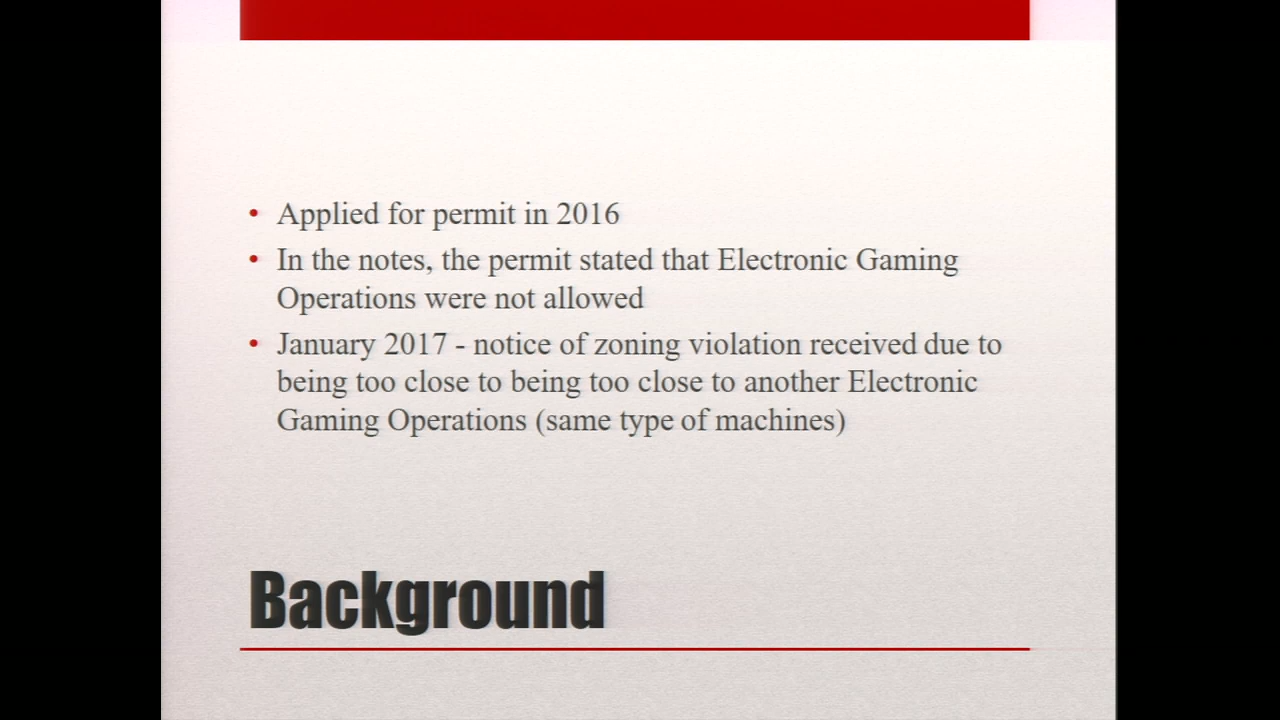 • Applied for permit in 2016
• In the notes, the permit stated that Electronic Gaming
Operations were not allowed
• January 2017 - notice of zoning violation received due to
being too close to being too close to another Electronic
Gaming Operations (same type of machines)
Background